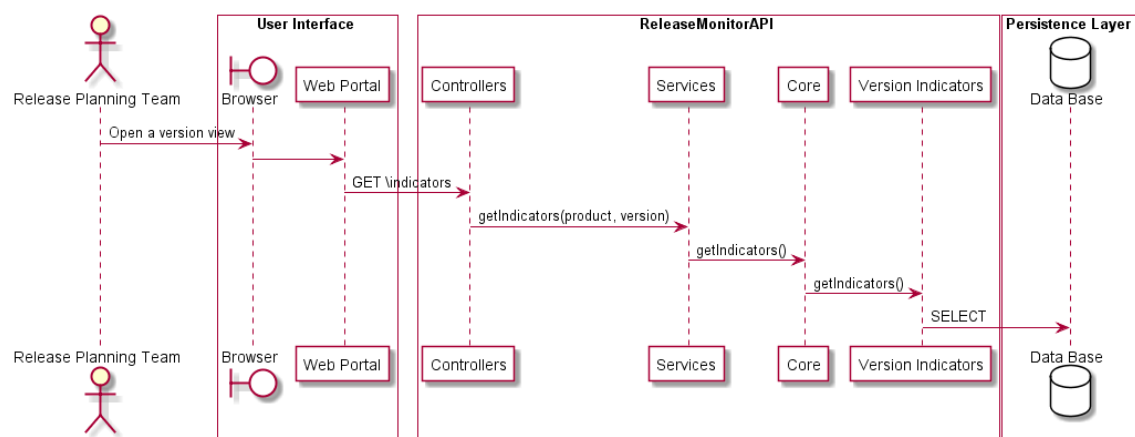 User Interface
ReleaseMonitorAPI
Persistence Layer
Release Planning Team
Browser
Web Portal
Controllers
Services
Core
Version Indicators
Data Base
Open a version view
GET \indicators
getIndicators(product, version)
getIndicators()
getIndicators()
SELECT
Release Planning Team
Browser
Web Portal
Controllers
Services
Core
Version Indicators
Data Base